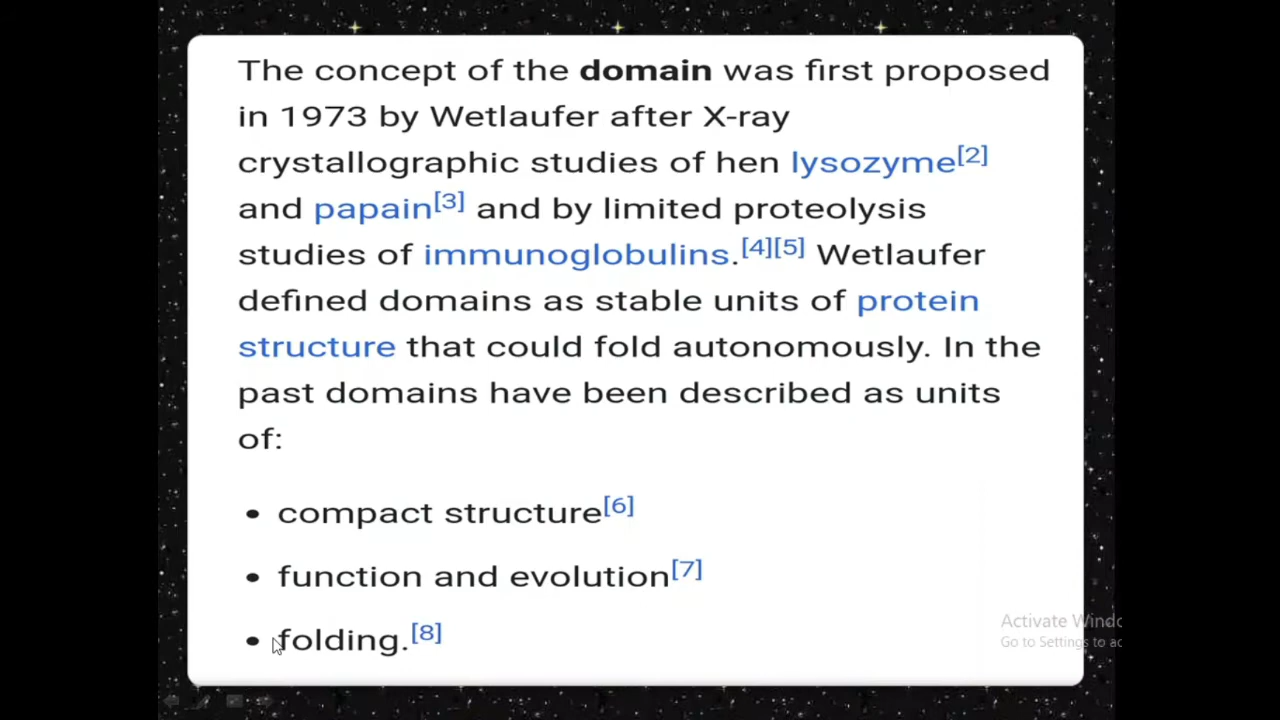 The concept of the domain was first proposed
in 1973 by Wetlaufer after X-ray
crystallographic studies of hen lysozyme[2]
and papain[3] and by limited proteolysis
studies of immunoglobulins.[4][5] Wetlaufer
defined domains as stable units of protein
structure that could fold autonomously. In the
past domains have been described as units
of:
• compact structure[6]
• function and evolution[7]
• folding.[8]
Activate Windo
Go to Settings to ac